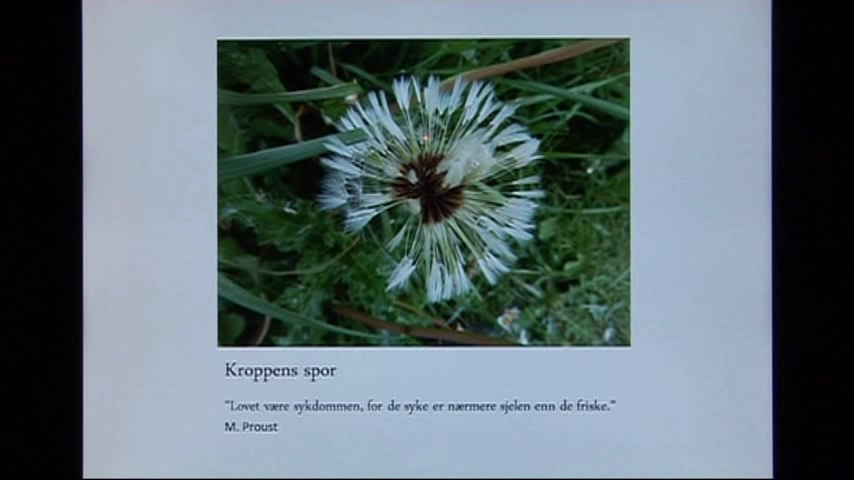 Kroppens spor
"Lovet være sykdommen, for de syke er nærmere sjelen enn de friske."
M. Proust